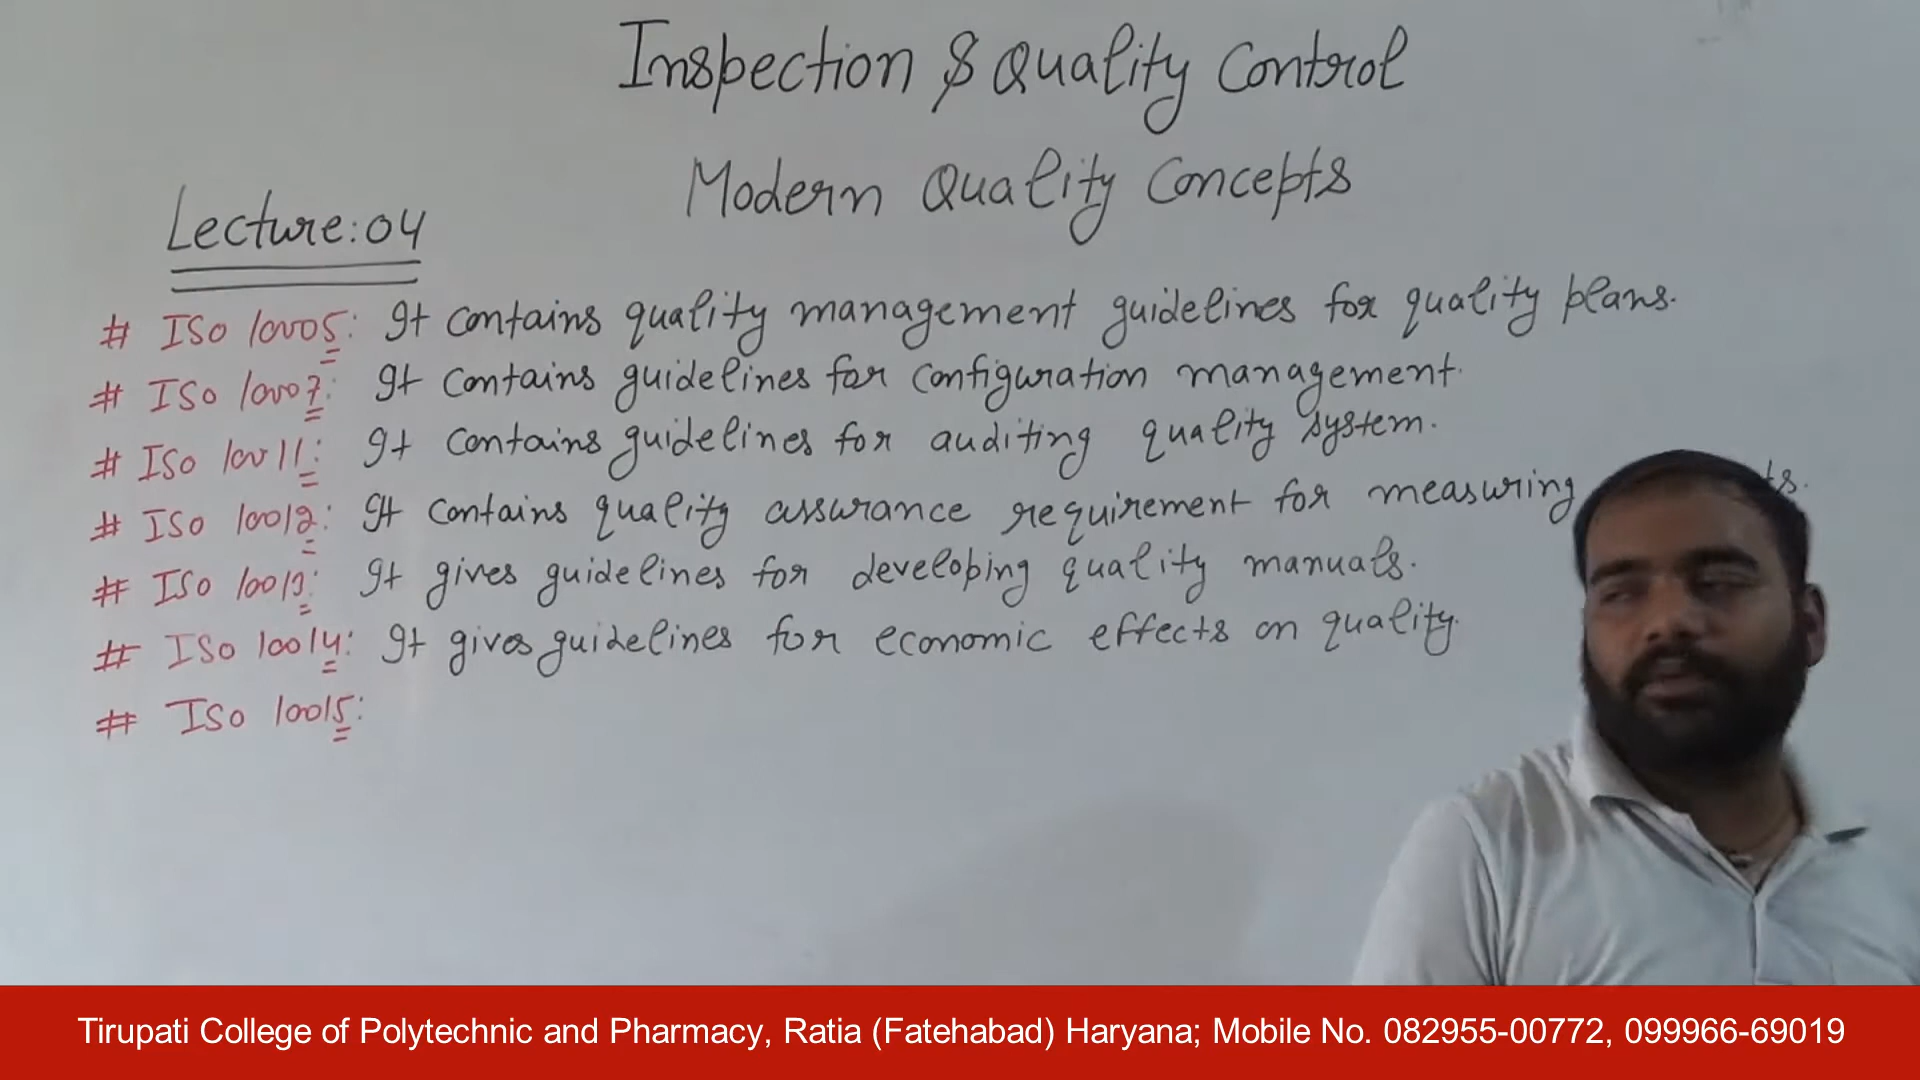 Inspection & Quality Control
Modern Quality Concepts
Lecture:04
# ISO 10005: It contains quality management guidelines for quality plans.
# ISO 10007: It contains guidelines for configuration management.
# ISO 10011: It contains guidelines for auditing quality system.
# ISO 10012: It contains quality assurance requirement for measuring
# ISO 10013: It gives guidelines for developing quality manuals.
# ISO 10014: It gives guidelines for economic effects on quality.
# ISO 10015:
Tirupati College of Polytechnic and Pharmacy, Ratia (Fatehabad) Haryana; Mobile No. 082955-00772, 099966-69019